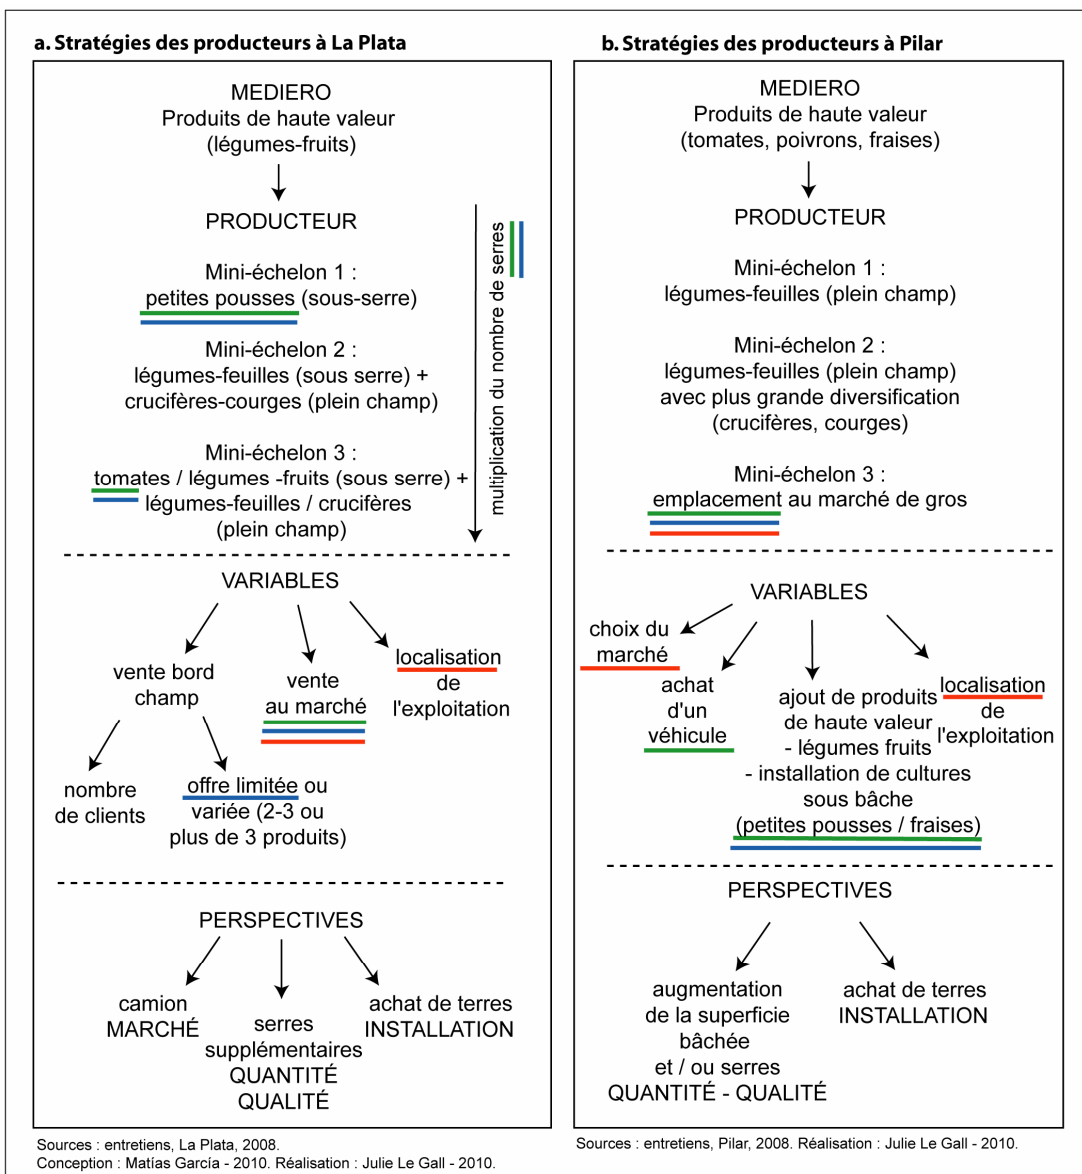 a. Stratégies des producteurs à La Plata
MEDIERO
Produits de haute valeur
(légumes-fruits)
PRODUCTEUR
Mini-échelon 1 :
petites pousses (sous-serre)
Mini-échelon 2 :
légumes-feuilles (sous serre) +
crucifères-courges (plein champ)
Mini-échelon 3 :
tomates / légumes -fruits (sous serre) +
légumes-feuilles / crucifères
(plein champ)
multiplication du nombre de serres
VARIABLES
vente bord
champ
vente
au marché
localisation
de
l'exploitation
nombre
de clients
offre limitée ou
variée (2-3 ou
plus de 3 produits)
PERSPECTIVES
camion
MARCHÉ
serres
supplémentaires
QUANTITÉ
QUALITÉ
achat de terres
INSTALLATION
Sources : entretiens, La Plata, 2008.
Conception : Matías García - 2010. Réalisation : Julie Le Gall - 2010.
b. Stratégies des producteurs à Pilar
MEDIERO
Produits de haute valeur
(tomates, poivrons, fraises)
PRODUCTEUR
Mini-échelon 1 :
légumes-feuilles (plein champ)
Mini-échelon 2 :
légumes-feuilles (plein champ)
avec plus grande diversification
(crucifères, courges)
Mini-échelon 3 :
emplacement au marché de gros
VARIABLES
choix du
marché
achat
d'un
véhicule
ajout de produits
de haute valeur
- légumes fruits
- installation de cultures
sous bâche
(petites pousses / fraises)
localisation
de
l'exploitation
PERSPECTIVES
augmentation
de la superficie
bâchée
et / ou serres
QUANTITÉ - QUALITÉ
achat de terres
INSTALLATION
Sources : entretiens, Pilar, 2008. Réalisation : Julie Le Gall - 2010.